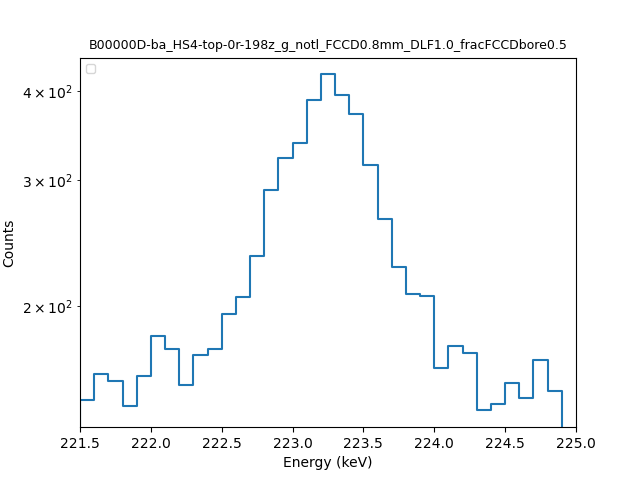 B00000D-ba_HS4-top-0r-198z_g_notl_FCCD0.8mm_DLF1.0_fracFCCDbore0.5
4 × 10²
3 × 10²
2 × 10²
Counts
221.5 222.0 222.5 223.0 223.5 224.0 224.5 225.0
Energy (keV)